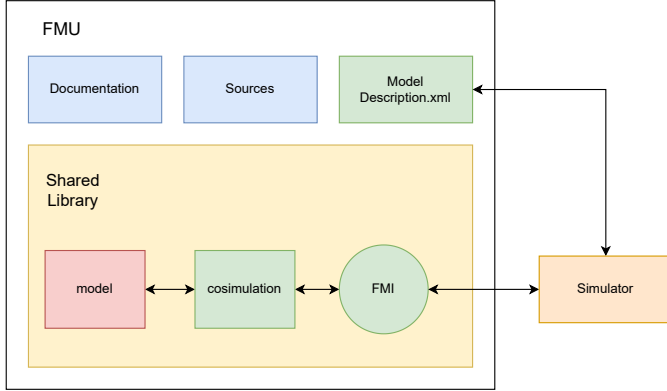 FMU
Documentation
Sources
Model
Description.xml
Shared
Library
model
cosimulation
FMI
Simulator